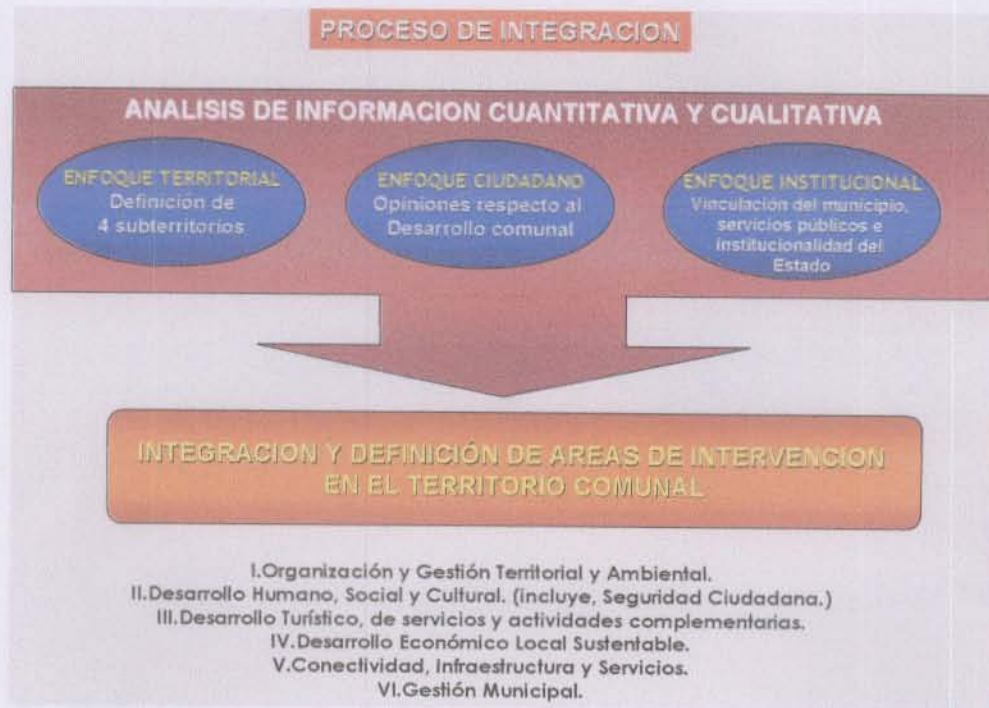 PROCESO DE INTEGRACION
ANALISIS DE INFORMACION CUANTITATIVA Y CUALITATIVA
ENFOQUE TERRITORIAL
Definición de
4 subterritorios
ENFOQUE CIUDADANO
Opiniones respecto al
Desarrollo comunal
ENFOQUE INSTITUCIONAL
Vinculación del municipio,
servicios públicos e
institucionalidad del
Estado
INTEGRACION Y DEFINICIÓN DE AREAS DE INTERVENCION
EN EL TERRITORIO COMUNAL
I.Organización y Gestión Territorial y Ambiental.
II.Desarrollo Humano, Social y Cultural. (incluye, Seguridad Ciudadana.)
III.Desarrollo Turístico, de servicios y actividades complementarias.
IV.Desarrollo Económico Local Sustentable.
V.Conectividad, Infraestructura y Servicios.
VI.Gestión Municipal.